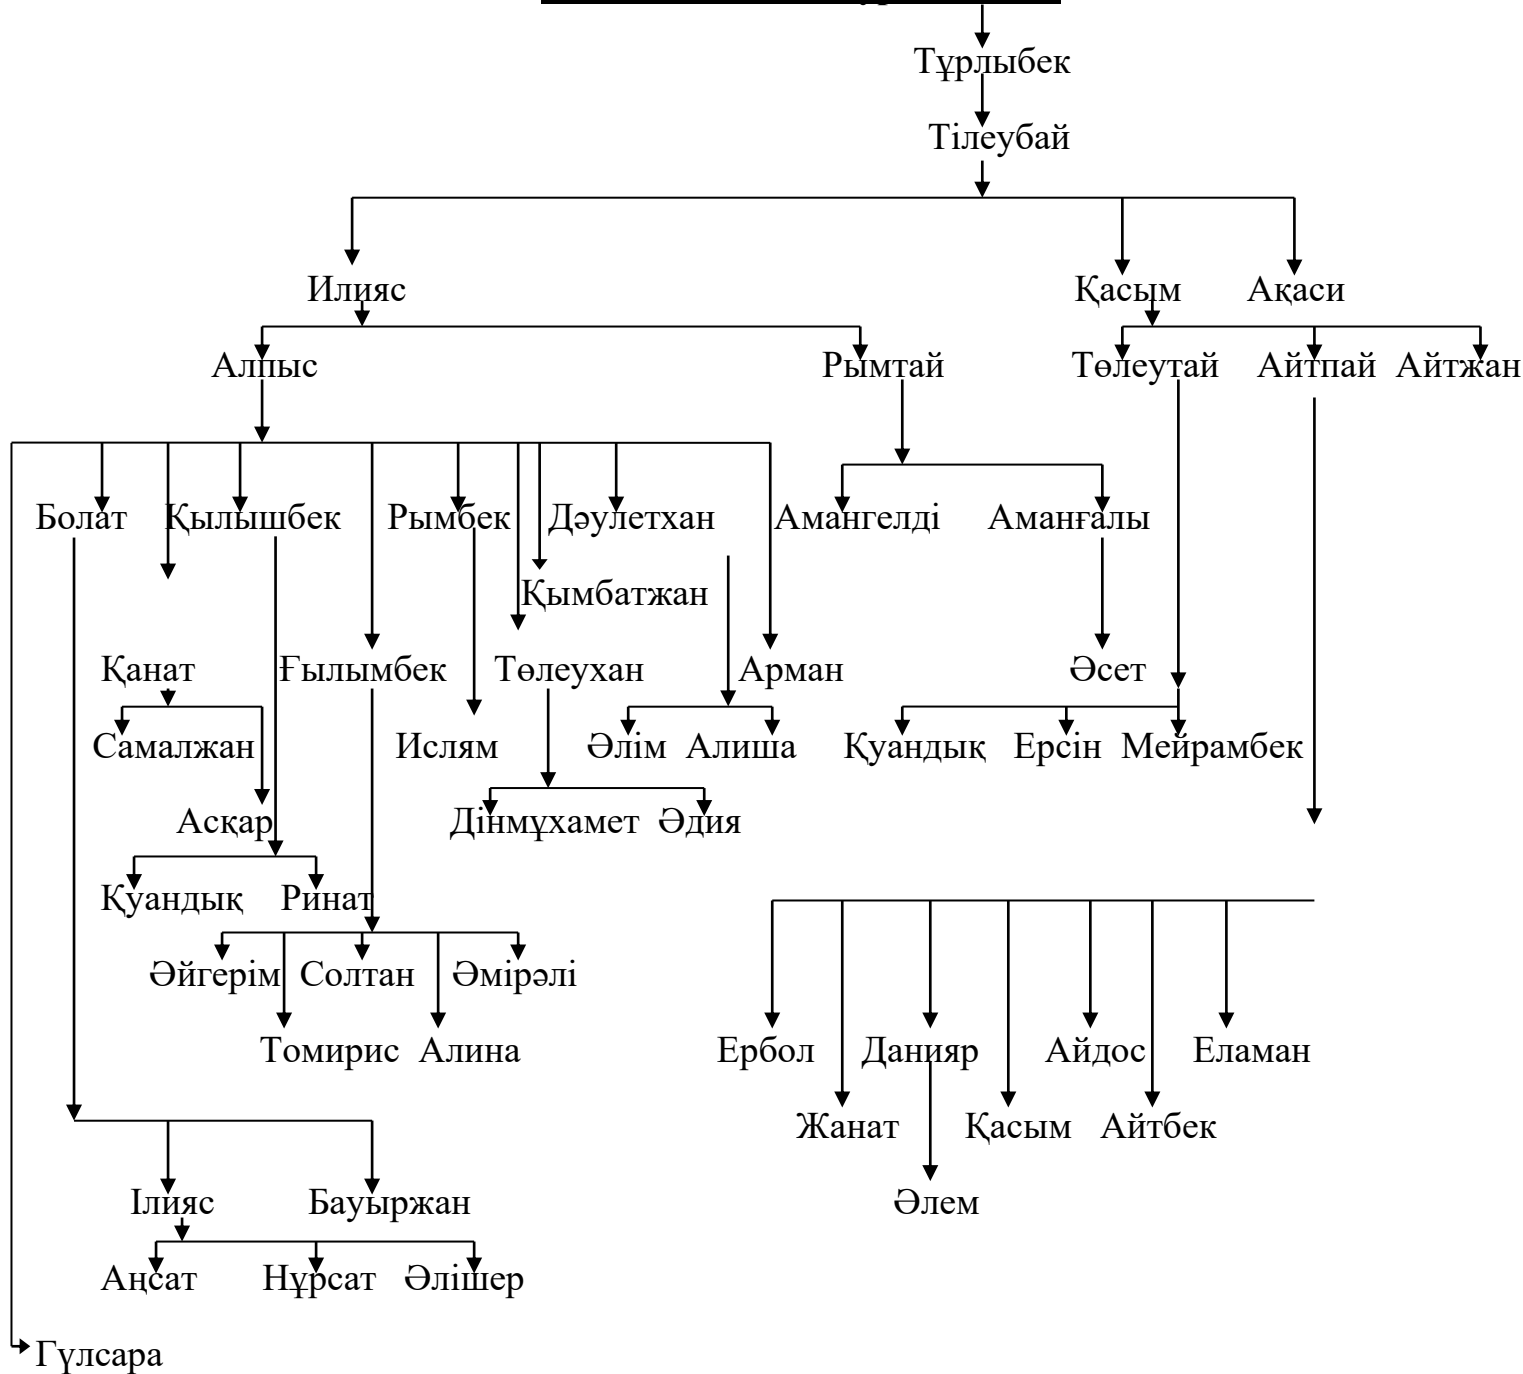 Тұрлыбек
Тілеубай
Илияс Қасым Ақаси
Алпыс Рымтай Төлеутай Айтпай Айтжан
Болат Қылышбек Рымбек Дәулетхан Амангелді Аманғалы
Қымбатжан
Қанат Ғылымбек Төлеухан Арман Әсет
Самалжан Ислям Әлім Алиша Қуандық Ерсін Мейрамбек
Асқар Дінмұхамет Әдия
Қуандық Ринат
Әйгерім Солтан Әмірәлі
Томирис Алина Ербол Данияр Айдос Еламан
Жанат Қасым Айтбек
Ілияс Бауыржан Әлем
Аңсат Нұрсат Әлішер
Гүлсара